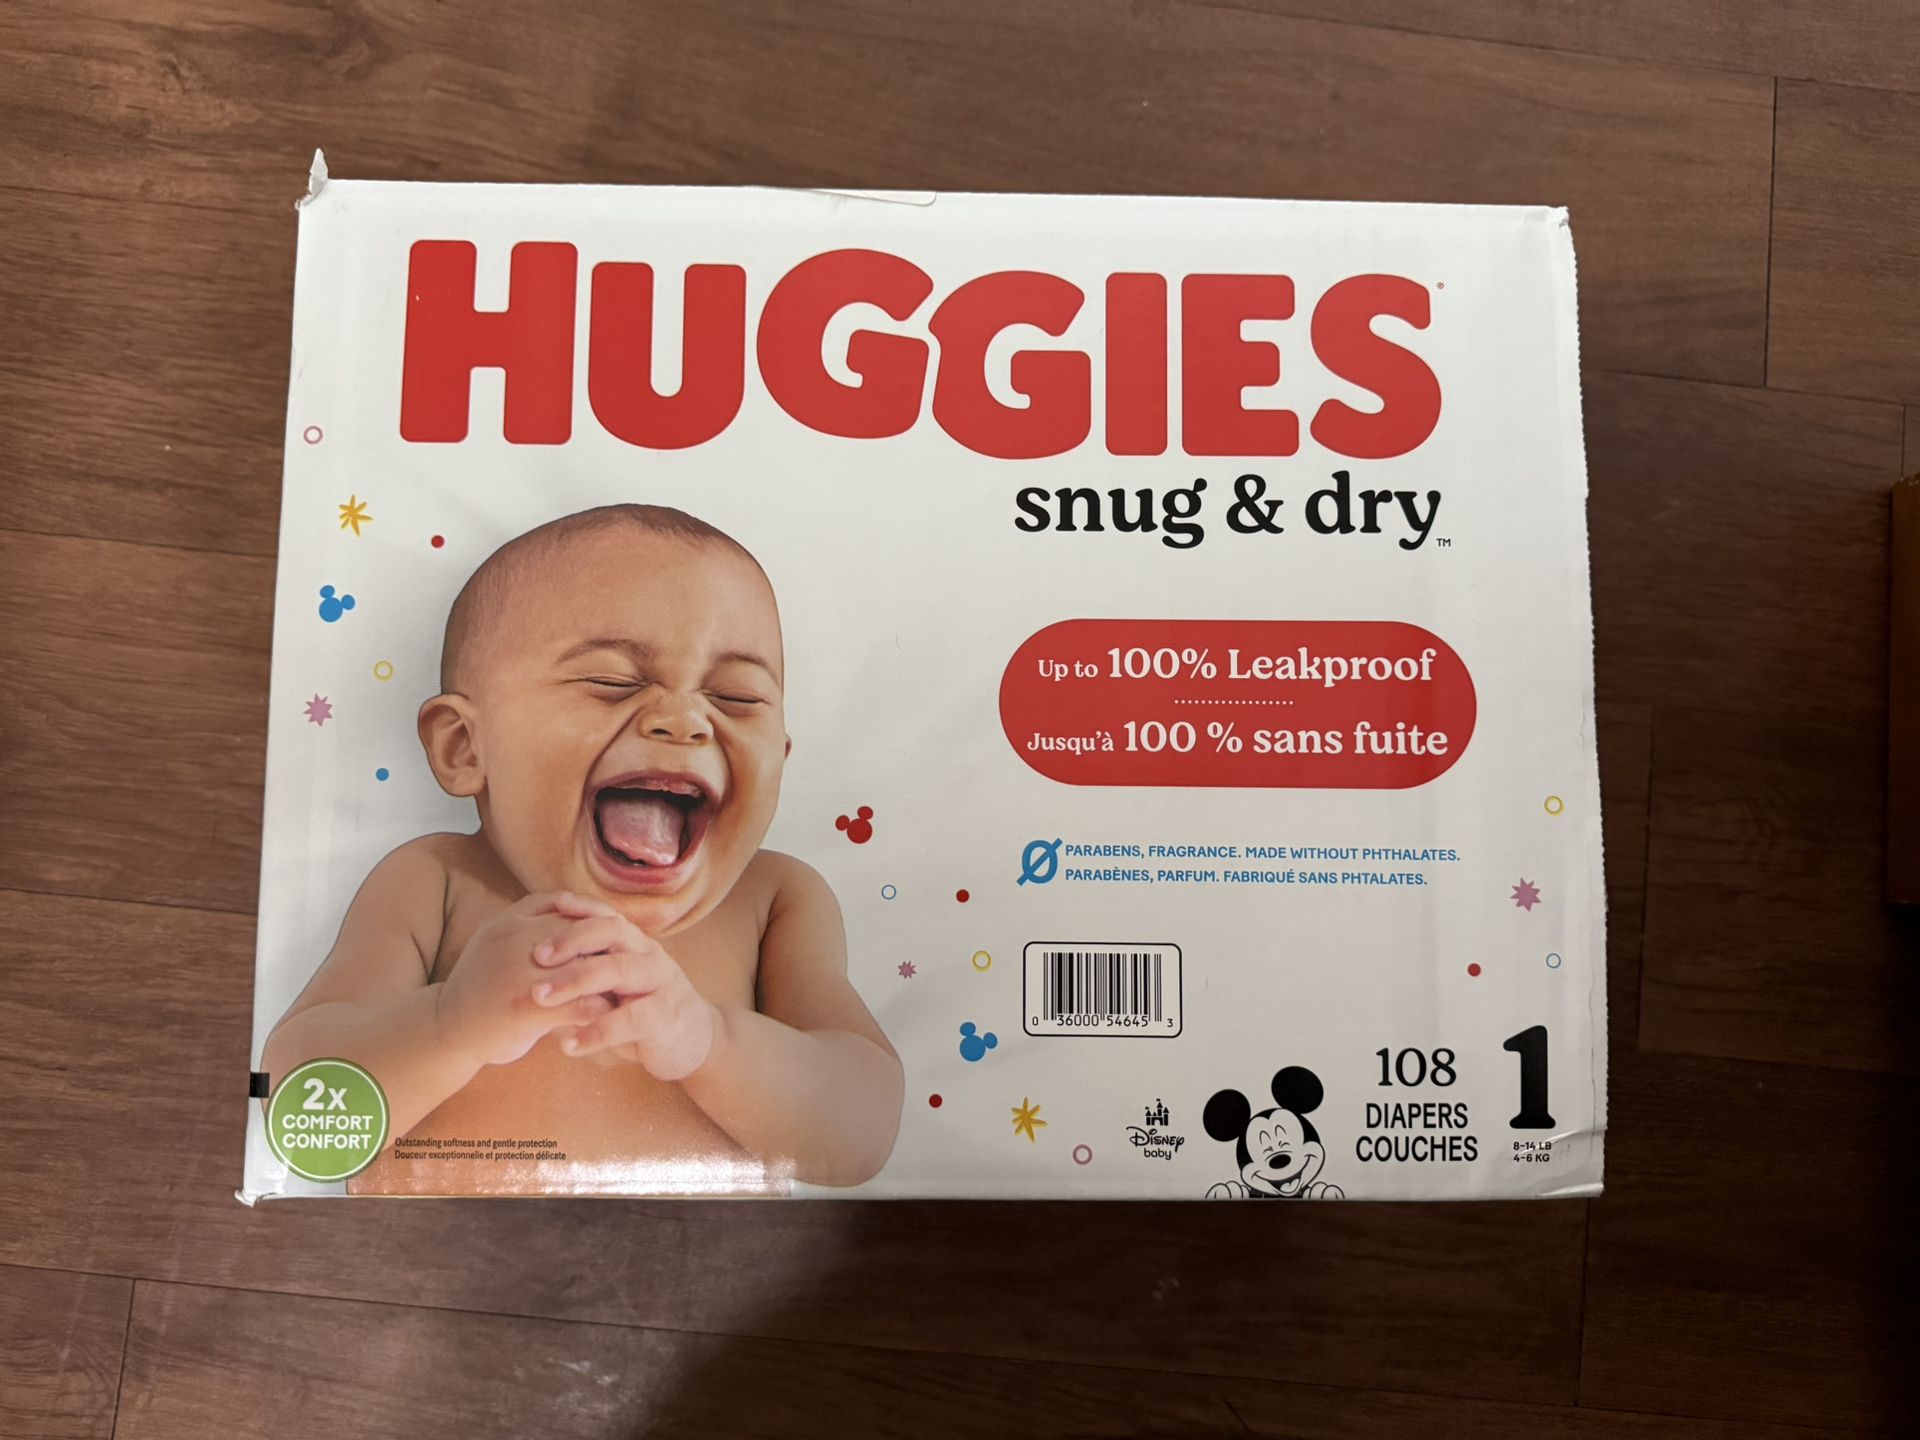 HUGGIES®
snug & dry™
Up to 100% Leakproof
Jusqu'à 100 % sans fuite
Ø PARABENS, FRAGRANCE. MADE WITHOUT PHTHALATES.
PARABÈNES, PARFUM. FABRIQUÉ SANS PHTALATES.
0 36000 54645 3
2x
COMFORT
CONFORT
Outstanding softness and gentle protection
Douceur exceptionnelle et protection délicate
Disney
baby
108
DIAPERS
COUCHES
1
8-14 LB
4-6 KG